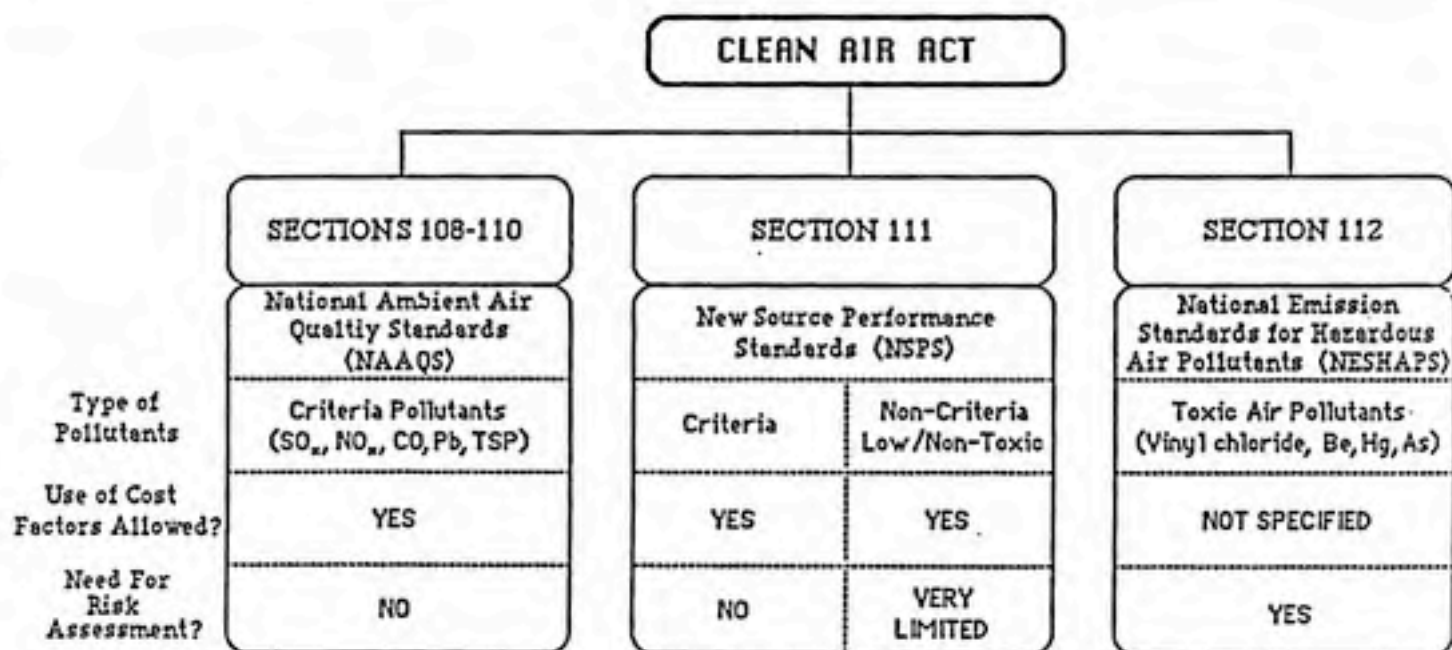 CLEAN AIR ACT
SECTIONS 108-110
SECTION 111
SECTION 112
National Ambient Air
Qualtiy Standards
(NAAQS)
New Source Performance
Standards (NSPS)
National Emission
Standards for Hazardous
Air Pollutants (NESHAPS)
Type of
Pollutants
Criteria Pollutants
(SOₓ, NOₓ, CO, Pb, TSP)
Criteria
Non-Criteria
Low/Non-Toxic
Toxic Air Pollutants
(Vinyl chloride, Be, Hg, As)
Use of Cost
Factors Allowed?
YES
YES
YES
NOT SPECIFIED
Need For
Risk
Assessment?
NO
NO
VERY
LIMITED
YES